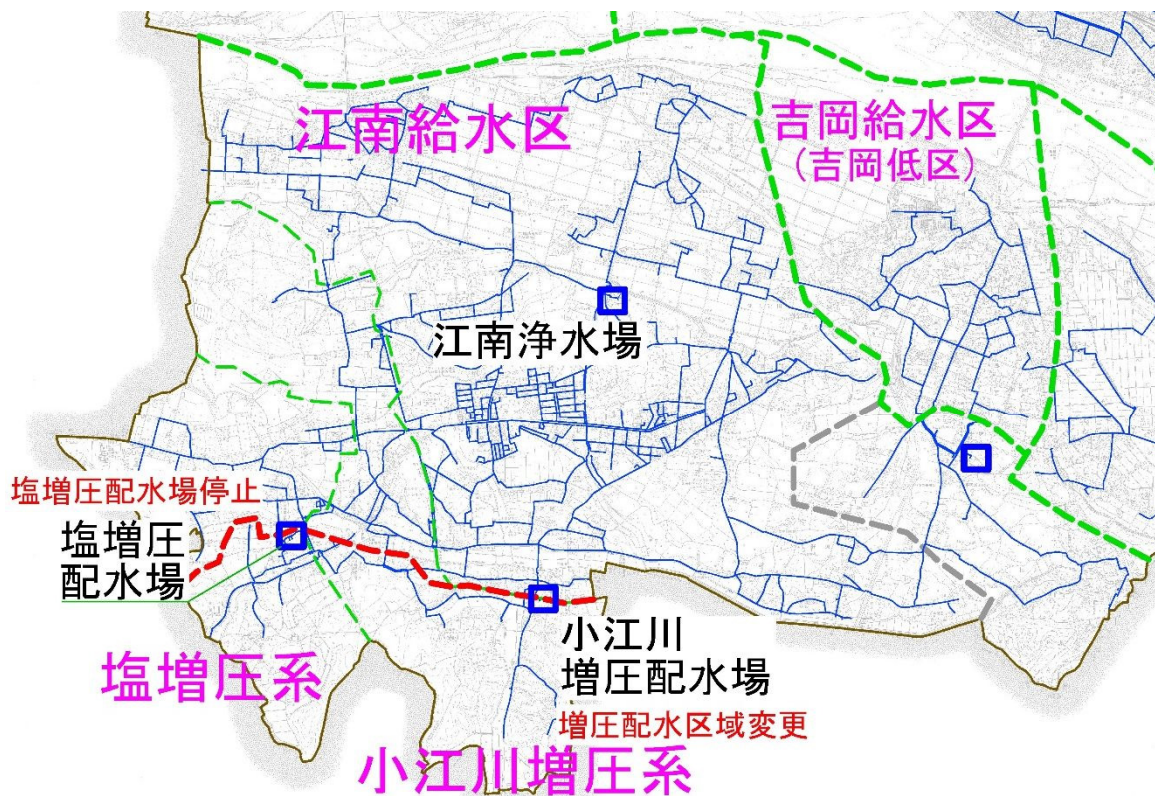 江南給水区
吉岡給水区
(吉岡低区)
江南浄水場
塩増圧配水場停止
塩増圧
配水場
小江川
増圧配水場
増圧配水区域変更
塩増圧系
小江川増圧系